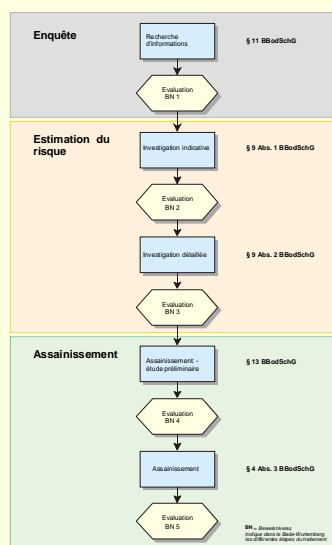 Enquête
Recherche
d'informations
§ 11 BBodSchG
Evaluation
BN 1
Estimation du
risque
Investigation indicative
§ 9 Abs. 1 BBodSchG
Evaluation
BN 2
Investigation détaillée
§ 9 Abs. 2 BBodSchG
Evaluation
BN 3
Assainissement
Assainissement -
étude préliminaire
§ 13 BBodSchG
Evaluation
BN 4
Assainissement
§ 4 Abs. 3 BBodSchG
Evaluation
BN 5
BN = Beweisniveau;
Indique dans le Bade-Wurtemberg
les différentes étapes du traitement